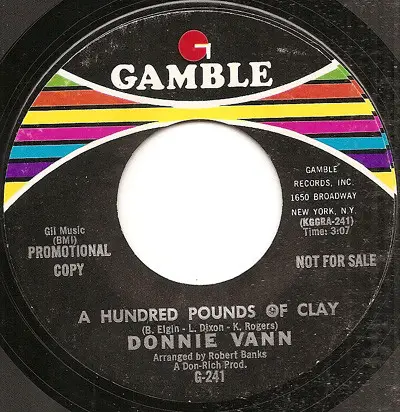 G
GAMBLE
GAMBLE
RECORDS, INC.
1650 BROADWAY
NEW YORK, N.Y.
(KGGRA-241)
Time: 3:07
Gil Music
(BMI)
PROMOTIONAL
COPY
NOT FOR SALE
A HUNDRED POUNDS OF CLAY
(B. Elgin - L. Dixon - K. Rogers)
DONNIE VANN
Arranged by Robert Banks
A Don-Rich Prod.
G-241